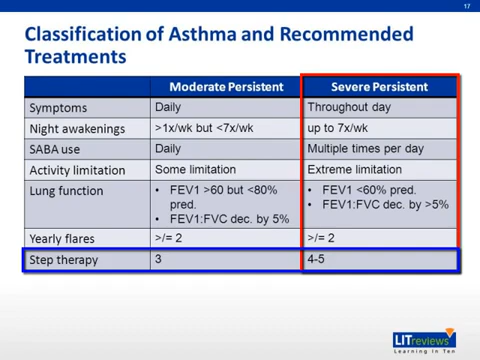 17
Classification of Asthma and Recommended
Treatments
Moderate Persistent Severe Persistent
Symptoms Daily Throughout day
Night awakenings >1x/wk but <7x/wk up to 7x/wk
SABA use Daily Multiple times per day
Activity limitation Some limitation Extreme limitation
Lung function • FEV1 >60 but <80% pred. • FEV1 <60% pred.
• FEV1:FVC dec. by 5% • FEV1:FVC dec. by >5%
Yearly flares >/= 2 >/= 2
Step therapy 3 4-5
LITreviews
Learning in Ten